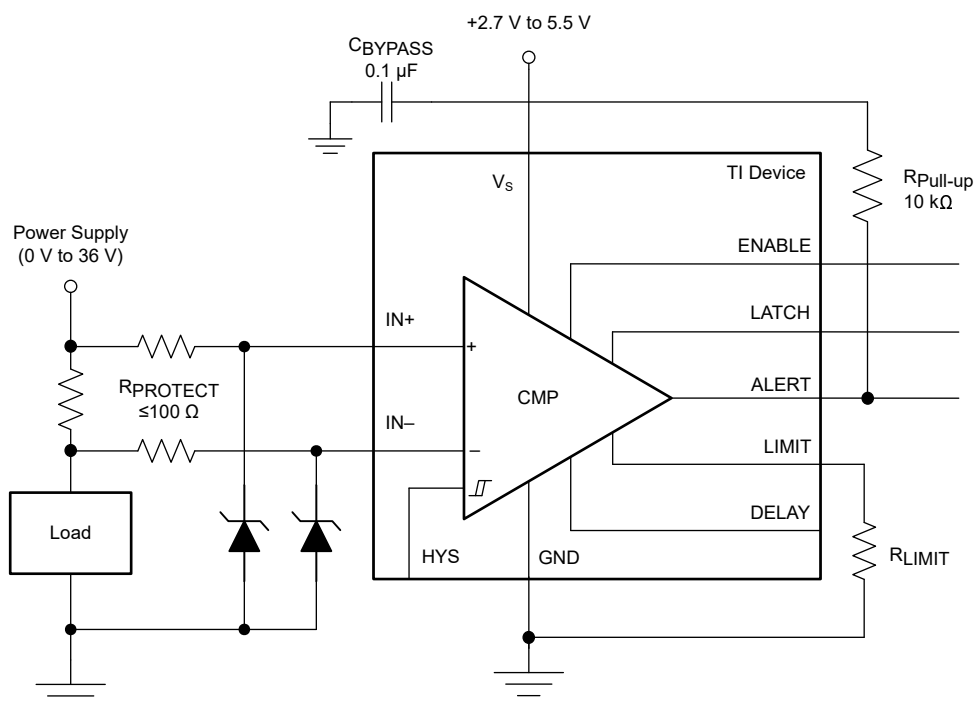 +2.7 V to 5.5 V
CBYPASS
0.1 µF
TI Device
VS
RPull-up
10 kΩ
Power Supply
(0 V to 36 V)
ENABLE
IN+
LATCH
+
RPROTECT
≤100 Ω
CMP
ALERT
IN–
LIMIT
–
DELAY
Load
HYS
GND
RLIMIT